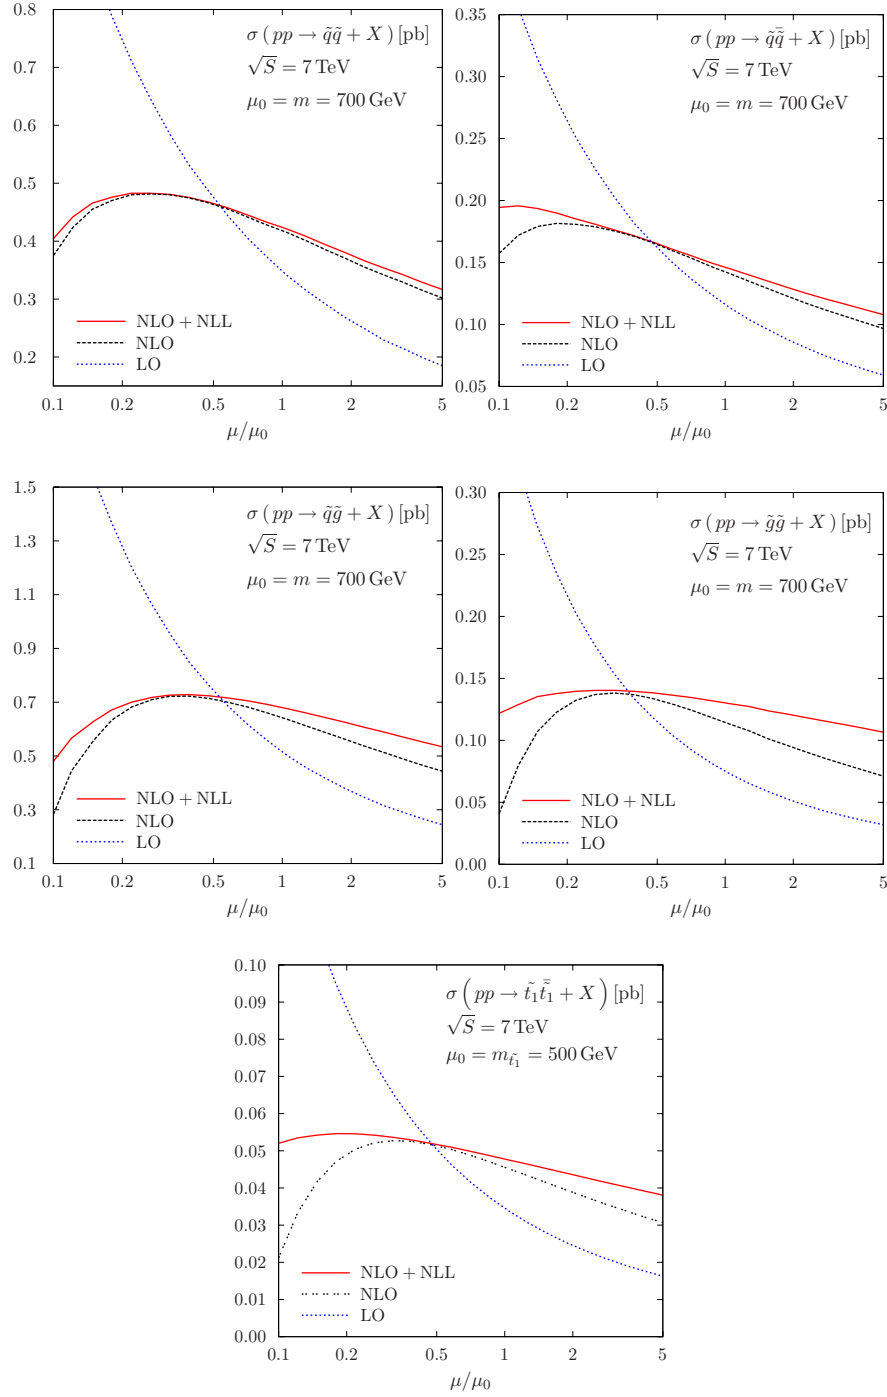 σ( pp → q̃q̃ + X ) [pb]
√S = 7 TeV
μ₀ = m = 700 GeV
0.8
0.7
0.6
0.5
0.4
0.3
0.2
NLO + NLL
NLO
LO
0.1 0.2 0.5 1 2 5
μ/μ₀
σ( pp → q̃q̃̄ + X ) [pb]
√S = 7 TeV
μ₀ = m = 700 GeV
0.35
0.30
0.25
0.20
0.15
0.10
0.05
NLO + NLL
NLO
LO
0.1 0.2 0.5 1 2 5
μ/μ₀
σ( pp → q̃g̃ + X ) [pb]
√S = 7 TeV
μ₀ = m = 700 GeV
1.5
1.3
1.1
0.9
0.7
0.5
0.3
0.1
NLO + NLL
NLO
LO
0.1 0.2 0.5 1 2 5
μ/μ₀
σ( pp → g̃g̃ + X ) [pb]
√S = 7 TeV
μ₀ = m = 700 GeV
0.30
0.25
0.20
0.15
0.10
0.05
0.00
NLO + NLL
NLO
LO
0.1 0.2 0.5 1 2 5
μ/μ₀
σ( pp → t̃₁t̃̄₁ + X ) [pb]
√S = 7 TeV
μ₀ = m_t̃₁ = 500 GeV
0.10
0.09
0.08
0.07
0.06
0.05
0.04
0.03
0.02
0.01
0.00
NLO + NLL
NLO
LO
0.1 0.2 0.5 1 2 5
μ/μ₀